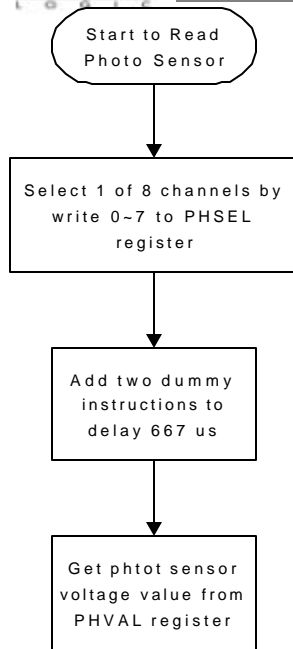 L O G I C
Start to Read
Photo Sensor
Select 1 of 8 channels by
write 0~7 to PHSEL
register
Add two dummy
instructions to
delay 667 us
Get phtot sensor
voltage value from
PHVAL register